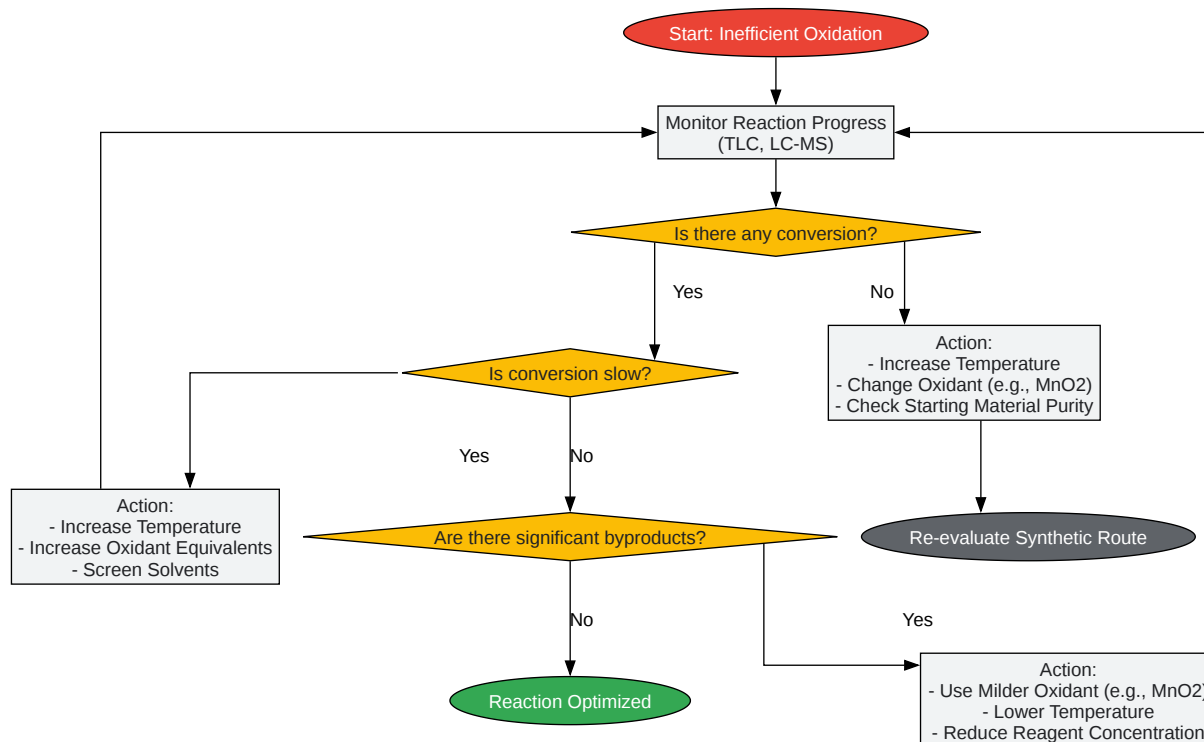 Start: Inefficient Oxidation
Monitor Reaction Progress
(TLC, LC-MS)
Is there any conversion?
Yes
No
Action:
- Increase Temperature
- Change Oxidant (e.g., MnO2)
- Check Starting Material Purity
Is conversion slow?
Yes
No
Action:
- Increase Temperature
- Increase Oxidant Equivalents
- Screen Solvents
Are there significant byproducts?
Re-evaluate Synthetic Route
No
Yes
Action:
- Use Milder Oxidant (e.g., MnO2)
- Lower Temperature
- Reduce Reagent Concentration
Reaction Optimized